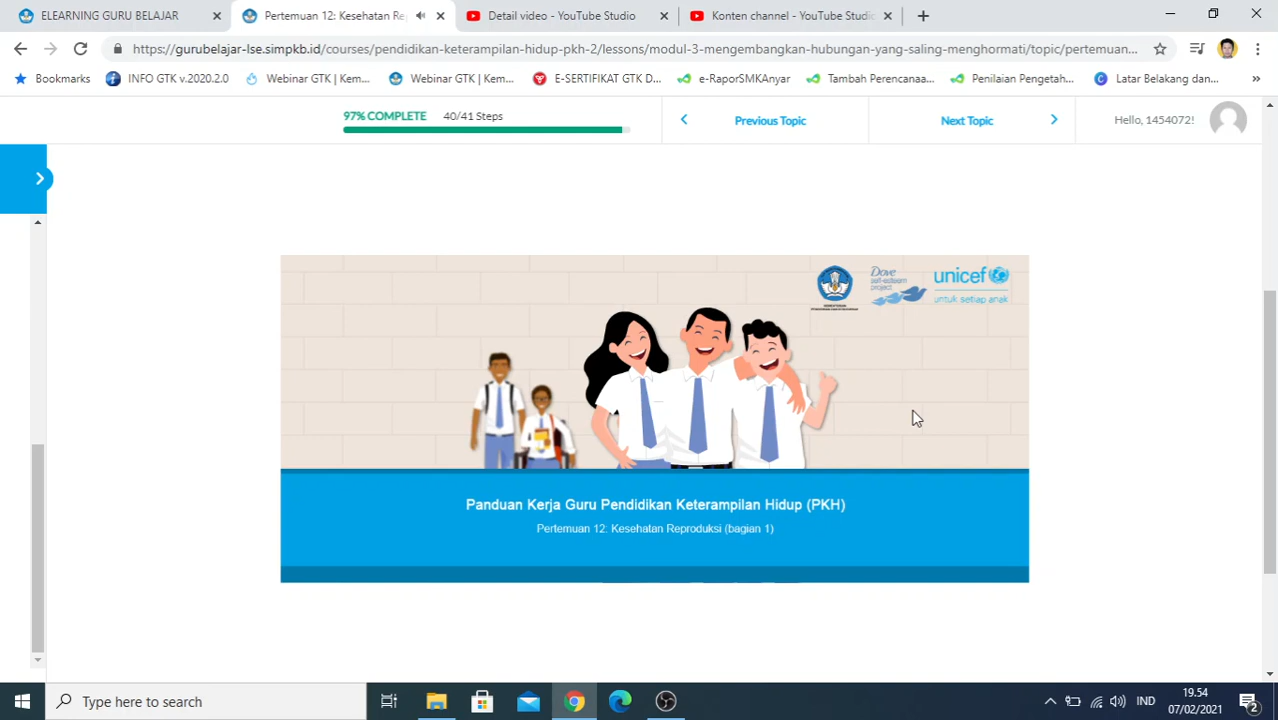 ELEARNING GURU BELAJAR
Pertemuan 12: Kesehatan Re
Detail video - YouTube Studio
Konten channel - YouTube Studio
https://gurubelajar-lse.simpkb.id/courses/pendidikan-keterampilan-hidup-pkh-2/lessons/modul-3-mengembangkan-hubungan-yang-saling-menghormati/topic/pertemuan...
Bookmarks
INFO GTK v.2020.2.0
Webinar GTK | Kem...
Webinar GTK | Kem...
E-SERTIFIKAT GTK D...
e-RaporSMKAnyar
Tambah Perencanaa...
Penilaian Pengetah...
Latar Belakang dan...
97% COMPLETE 40/41 Steps
Previous Topic
Next Topic
Hello, 1454072!
Dove
self-esteem
project
unicef
untuk setiap anak
Panduan Kerja Guru Pendidikan Keterampilan Hidup (PKH)
Pertemuan 12: Kesehatan Reproduksi (bagian 1)
Type here to search
IND
19.54
07/02/2021
2